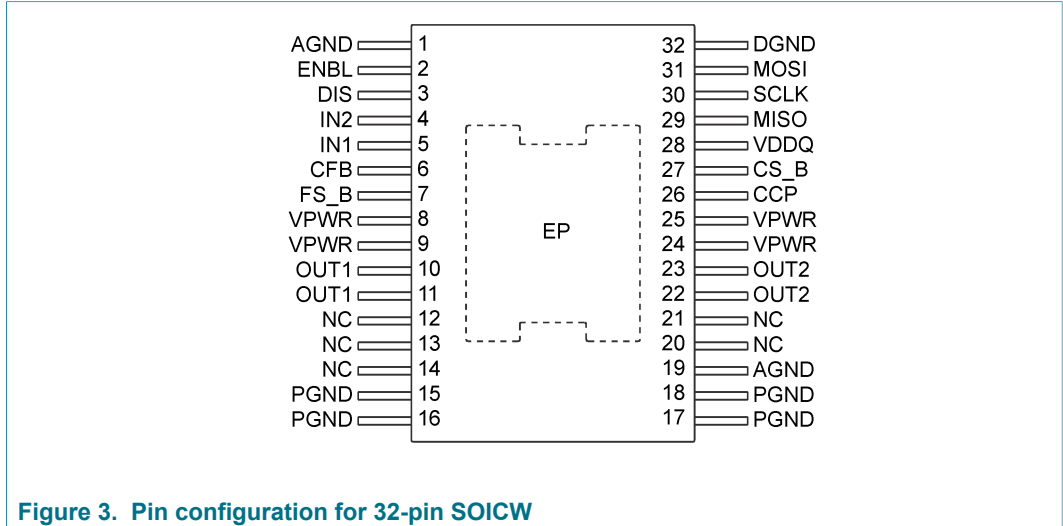 AGND 1 32 DGND
ENBL 2 31 MOSI
DIS 3 30 SCLK
IN2 4 29 MISO
IN1 5 28 VDDQ
CFB 6 27 CS_B
FS_B 7 26 CCP
VPWR 8 25 VPWR
VPWR 9 24 VPWR
EP
OUT1 10 23 OUT2
OUT1 11 22 OUT2
NC 12 21 NC
NC 13 20 NC
NC 14 19 AGND
PGND 15 18 PGND
PGND 16 17 PGND
Figure 3. Pin configuration for 32-pin SOICW